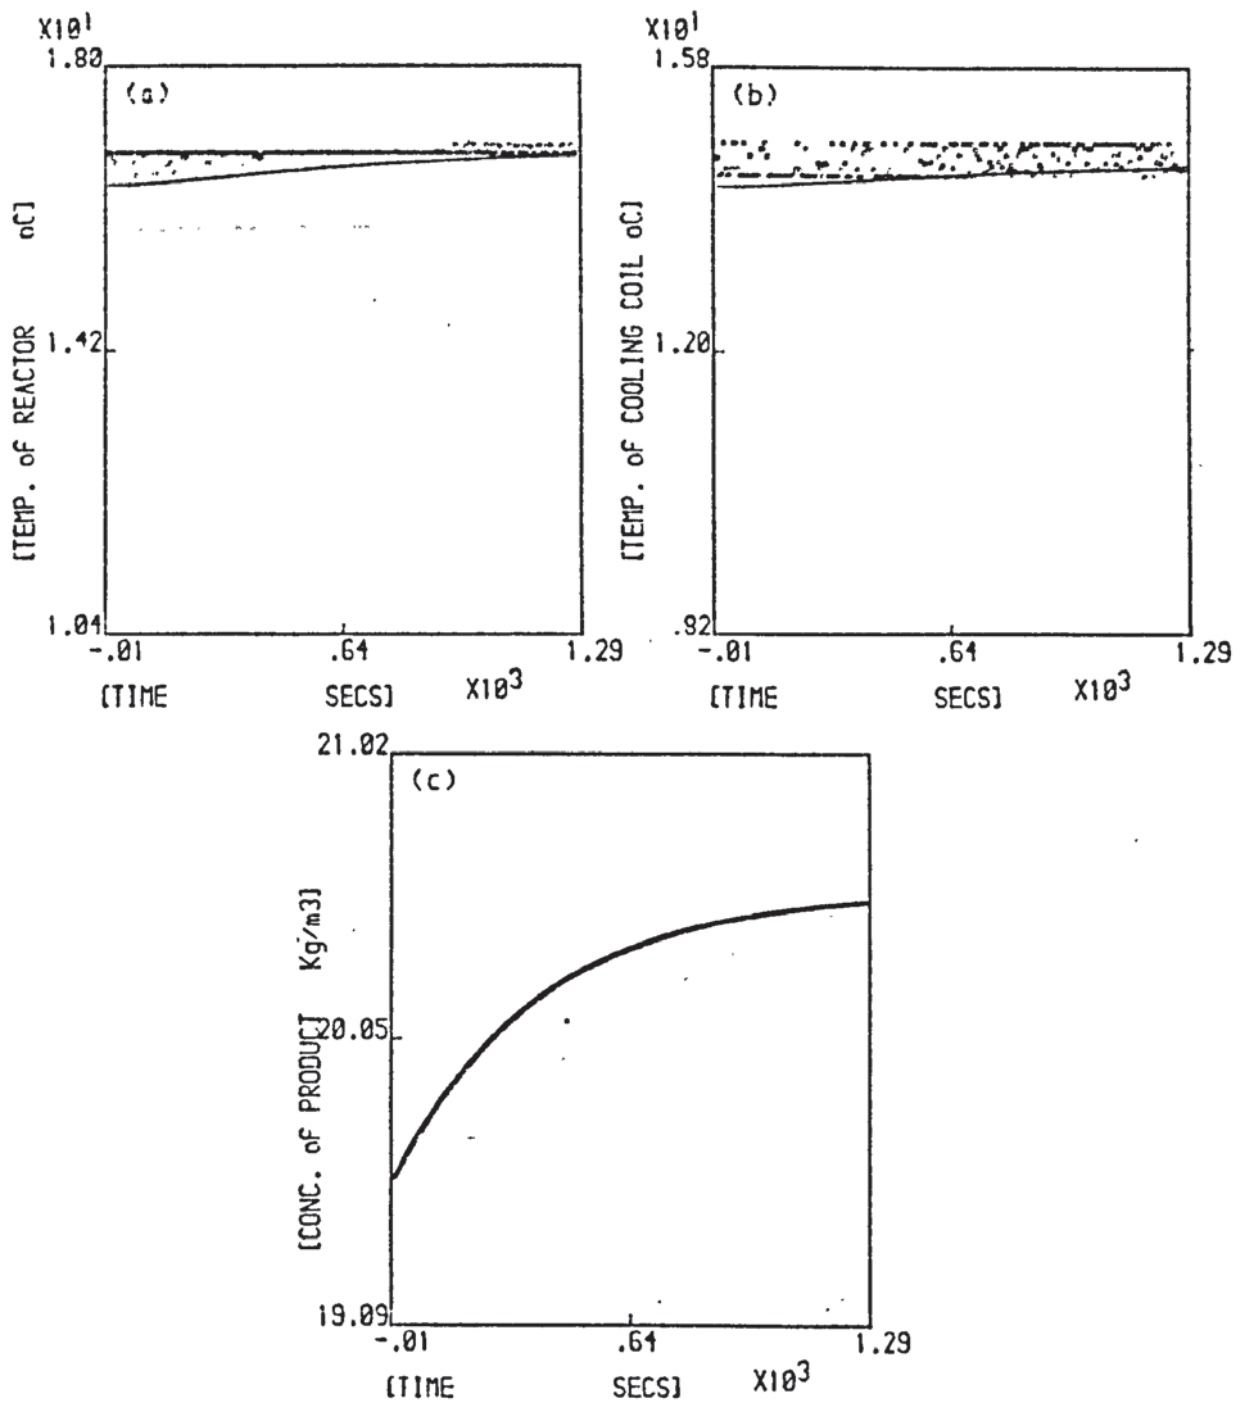 X10¹
1.80
(a)
[TEMP. of REACTOR oC]
1.42
1.04
-.01 .64 1.29
[TIME SECS] X10³
X10¹
1.58
(b)
[TEMP. of COOLING COIL oC]
1.20
.82
-.01 .64 1.29
[TIME SECS] X10³
21.02
(c)
[CONC. of PRODUCT Kg/m3]
20.05
19.09
-.01 .64 1.29
[TIME SECS] X10³